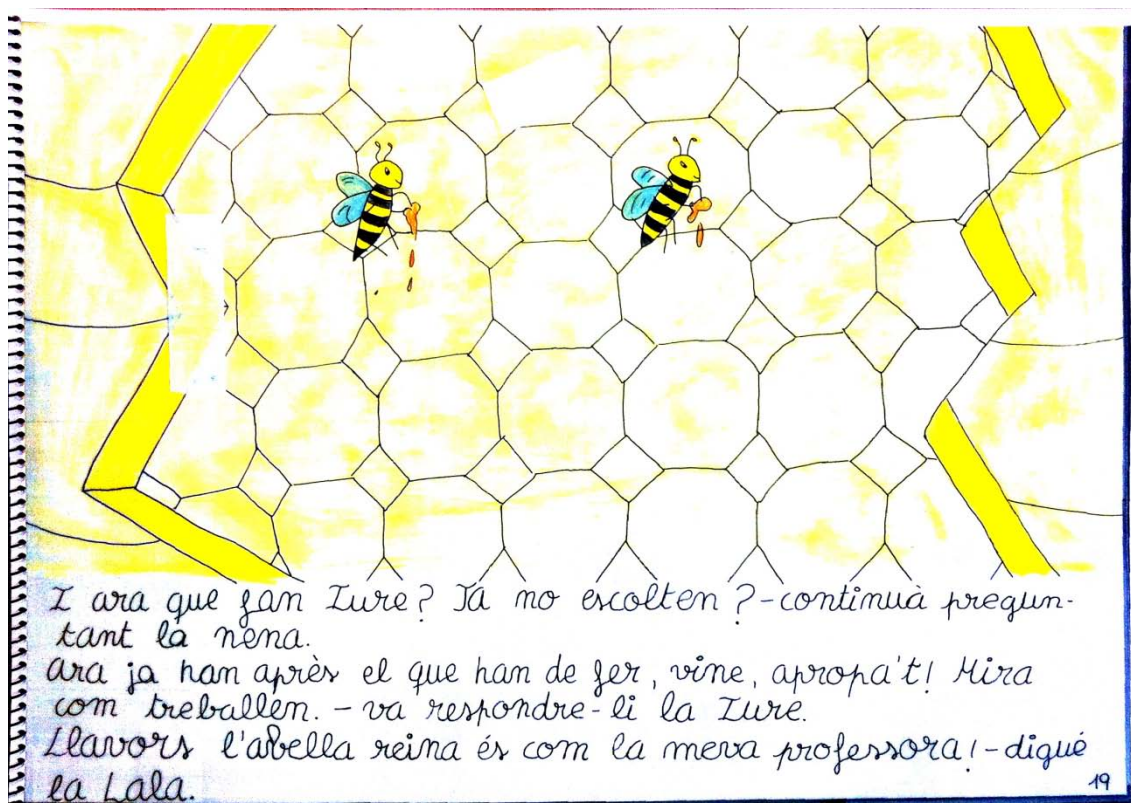 I ara que fan Iure? Ja no escolten? -continuà pregun-
tant la nena.
Ara ja han après el que han de fer, vine, apropa't! Mira
com treballen. - va respondre-li la Iure.
Llavors l'abella reina és com la meva professora! -digué
la Lala.
19